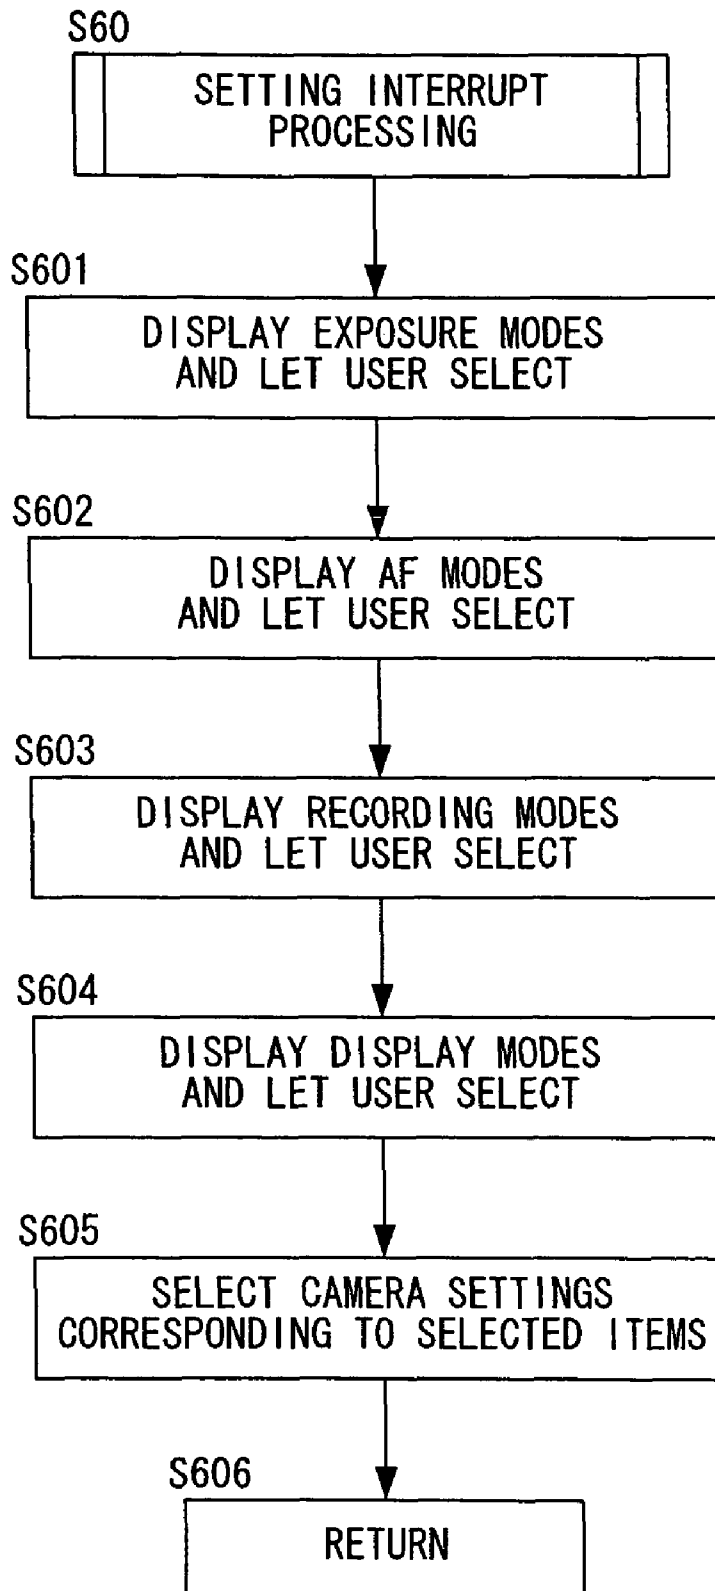 S60
SETTING INTERRUPT
PROCESSING
S601
DISPLAY EXPOSURE MODES
AND LET USER SELECT
S602
DISPLAY AF MODES
AND LET USER SELECT
S603
DISPLAY RECORDING MODES
AND LET USER SELECT
S604
DISPLAY DISPLAY MODES
AND LET USER SELECT
S605
SELECT CAMERA SETTINGS
CORRESPONDING TO SELECTED ITEMS
S606
RETURN